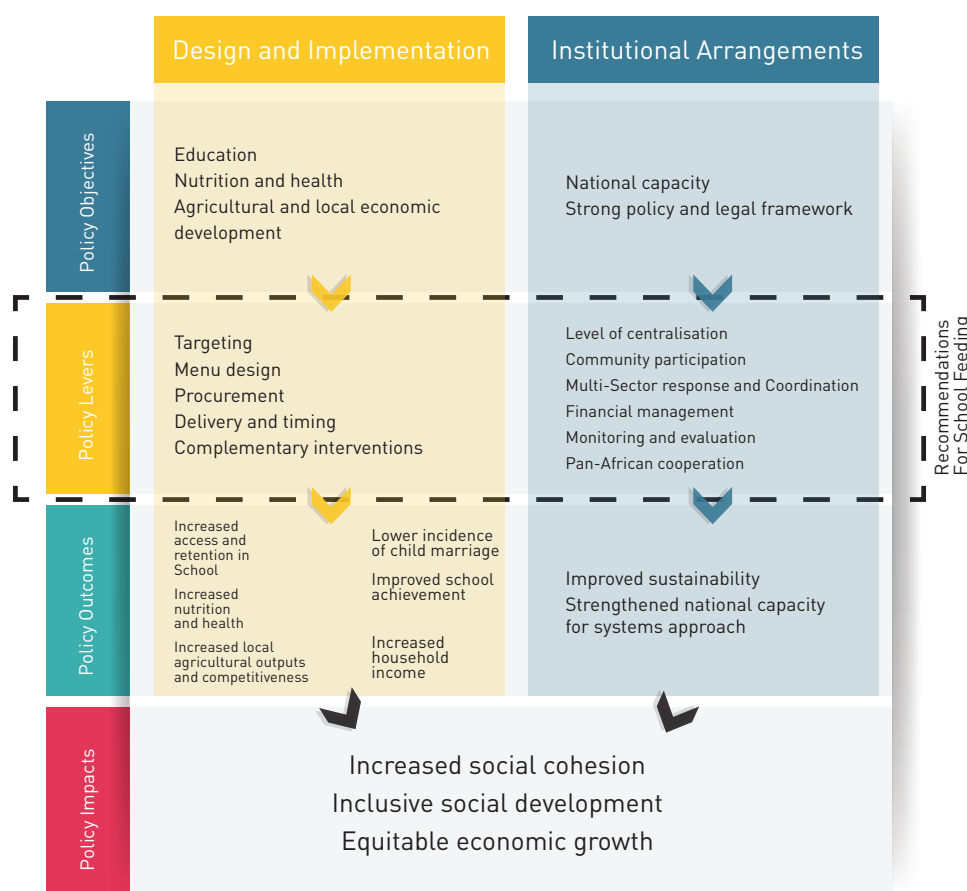 Design and Implementation
Institutional Arrangements
Policy Objectives
Education
Nutrition and health
Agricultural and local economic
development
National capacity
Strong policy and legal framework
Policy Levers
Targeting
Menu design
Procurement
Delivery and timing
Complementary interventions
Level of centralisation
Community participation
Multi-Sector response and Coordination
Financial management
Monitoring and evaluation
Pan-African cooperation
Recommendations
For School Feeding
Policy Outcomes
Increased
access and
retention in
School
Increased
nutrition
and health
Increased local
agricultural outputs
and competitiveness
Lower incidence
of child marriage
Improved school
achievement
Increased
household
income
Improved sustainability
Strengthened national capacity
for systems approach
Policy Impacts
Increased social cohesion
Inclusive social development
Equitable economic growth